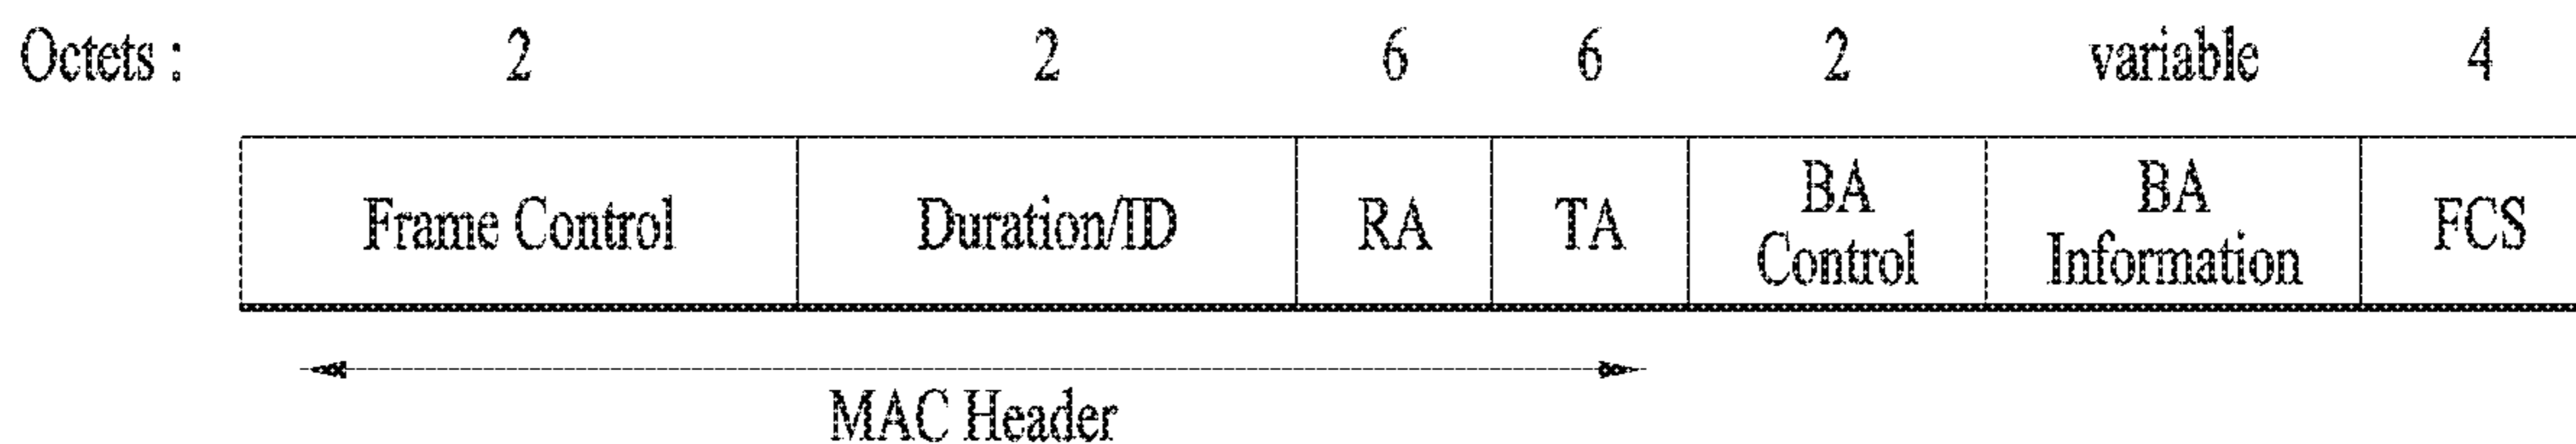 Octets : 2 2 6 6 2 variable 4
Frame Control Duration/ID RA TA BA Control BA Information FCS
MAC Header